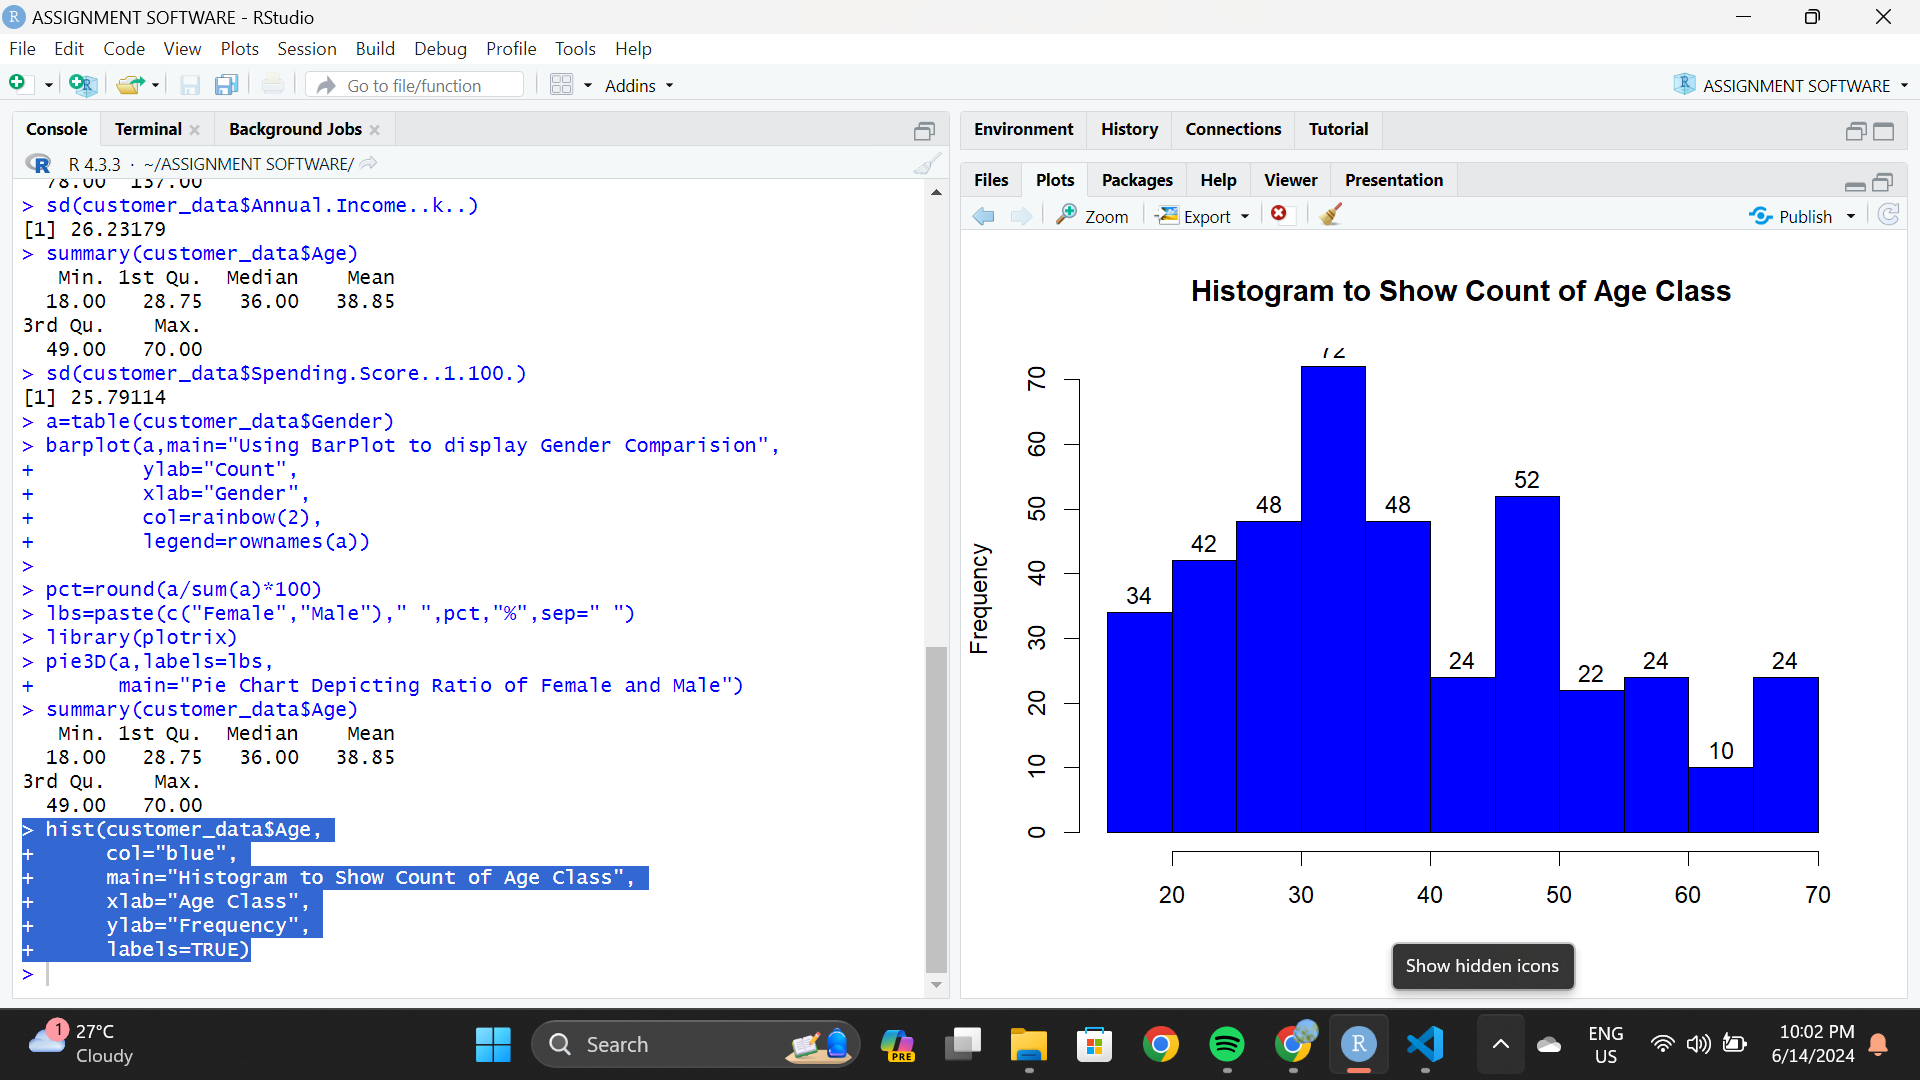 ASSIGNMENT SOFTWARE - RStudio
File Edit Code View Plots Session Build Debug Profile Tools Help
Go to file/function Addins ASSIGNMENT SOFTWARE
Console Terminal Background Jobs
R 4.3.3 · ~/ASSIGNMENT SOFTWARE/
78.00 137.00
> sd(customer_data$Annual.Income..k..)
[1] 26.23179
> summary(customer_data$Age)
Min. 1st Qu. Median Mean
18.00 28.75 36.00 38.85
3rd Qu. Max.
49.00 70.00
> sd(customer_data$Spending.Score..1.100.)
[1] 25.79114
> a=table(customer_data$Gender)
> barplot(a,main="Using BarPlot to display Gender Comparision",
+ ylab="Count",
+ xlab="Gender",
+ col=rainbow(2),
+ legend=rownames(a))
>
> pct=round(a/sum(a)*100)
> lbs=paste(c("Female","Male")," ",pct,"%",sep=" ")
> library(plotrix)
> pie3D(a,labels=lbs,
+ main="Pie Chart Depicting Ratio of Female and Male")
> summary(customer_data$Age)
Min. 1st Qu. Median Mean
18.00 28.75 36.00 38.85
3rd Qu. Max.
49.00 70.00
> hist(customer_data$Age,
+ col="blue",
+ main="Histogram to Show Count of Age Class",
+ xlab="Age Class",
+ ylab="Frequency",
+ labels=TRUE)
>
Environment History Connections Tutorial
Files Plots Packages Help Viewer Presentation
Zoom Export Publish
Histogram to Show Count of Age Class
Frequency
70
60
50
40
30
20
10
0
34 42 48 72 48 24 52 22 24 10 24
20 30 40 50 60 70
Show hidden icons
1
27°C
Cloudy
Search
PRE
R
ENG
US
10:02 PM
6/14/2024